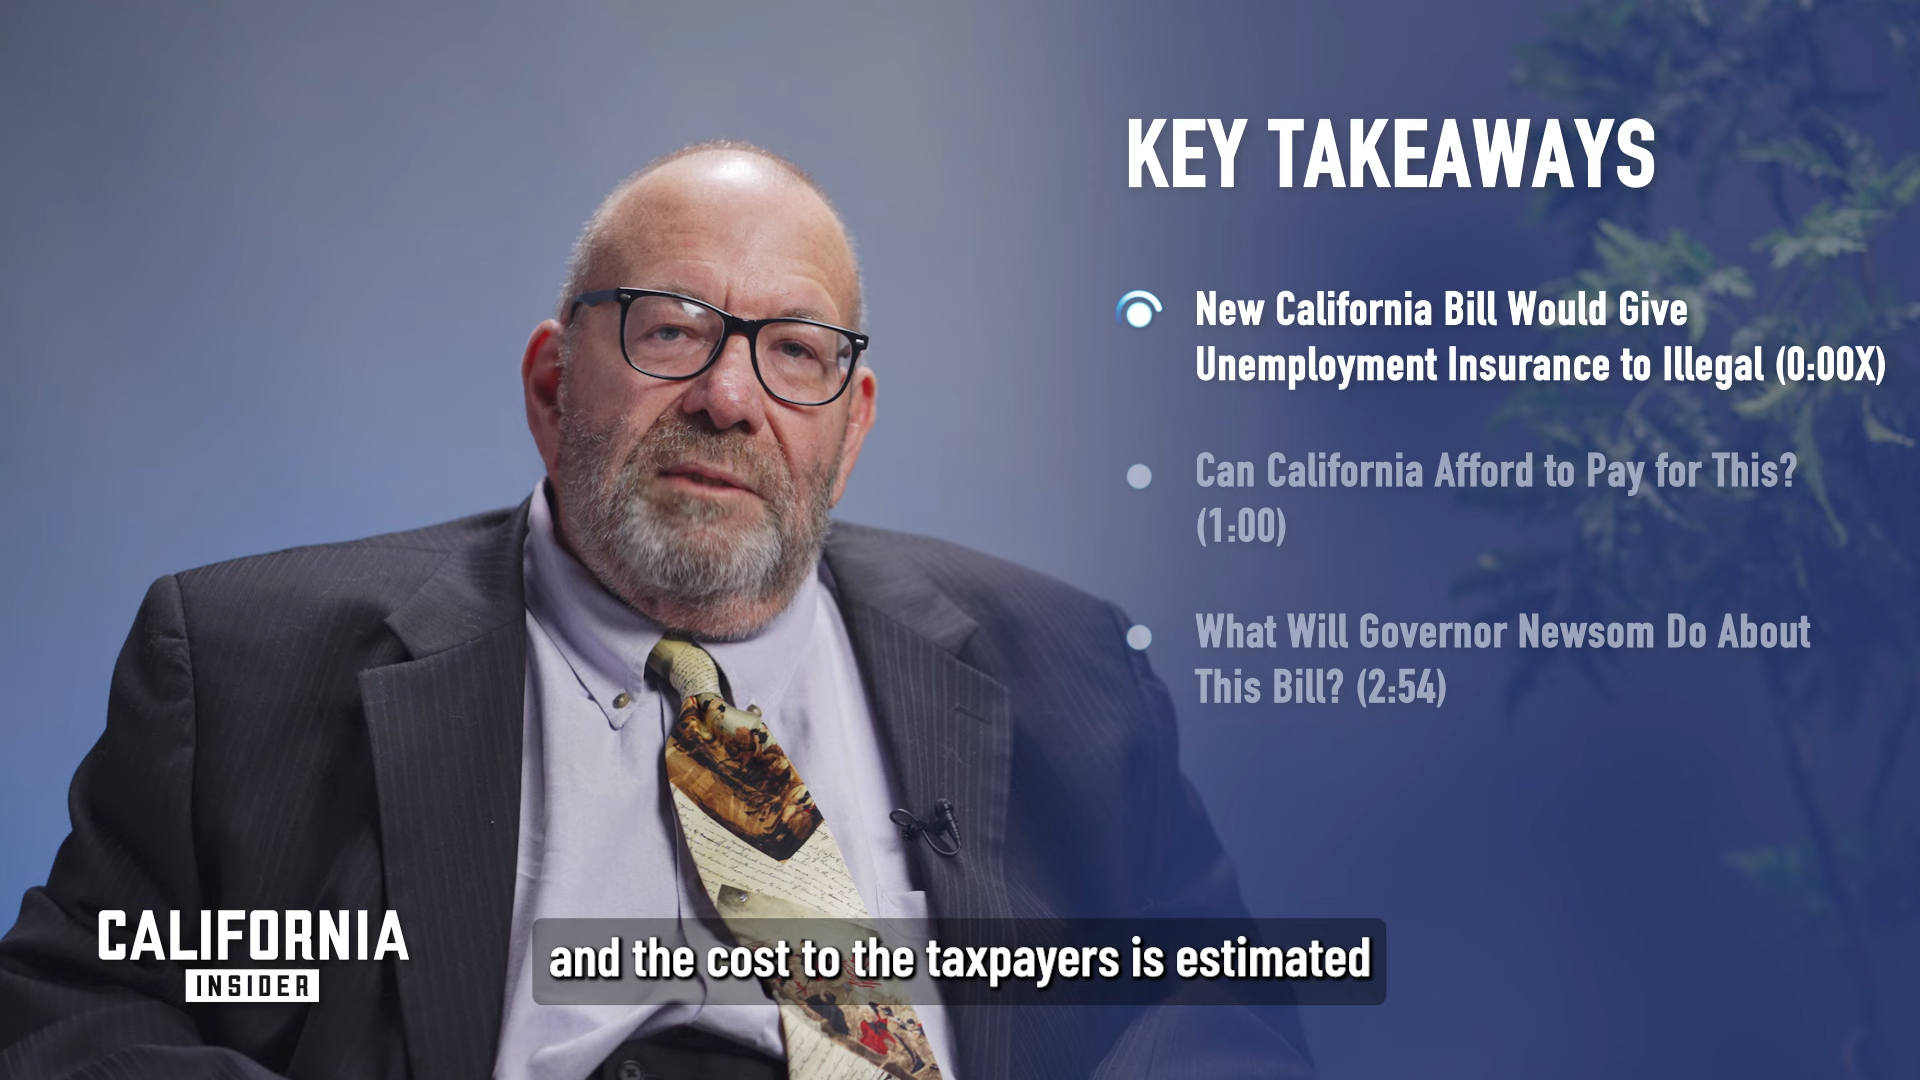 KEY TAKEAWAYS
New California Bill Would Give
Unemployment Insurance to Illegal (0:00X)
Can California Afford to Pay for This?
(1:00)
What Will Governor Newsom Do About
This Bill? (2:54)
CALIFORNIA
INSIDER
and the cost to the taxpayers is estimated